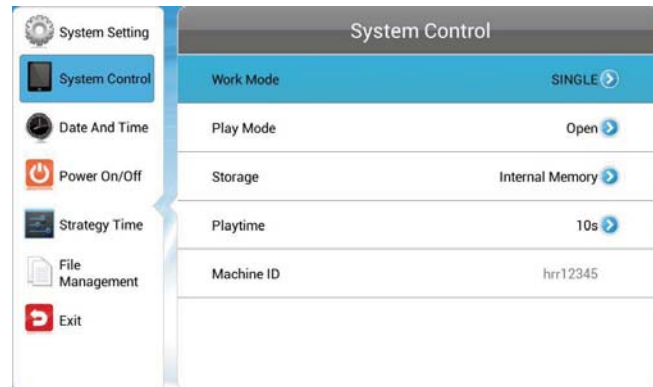 System Setting
System Control
Date And Time
Power On/Off
Strategy Time
File
Management
Exit
System Control
Work Mode SINGLE
Play Mode Open
Storage Internal Memory
Playtime 10s
Machine ID hrr12345